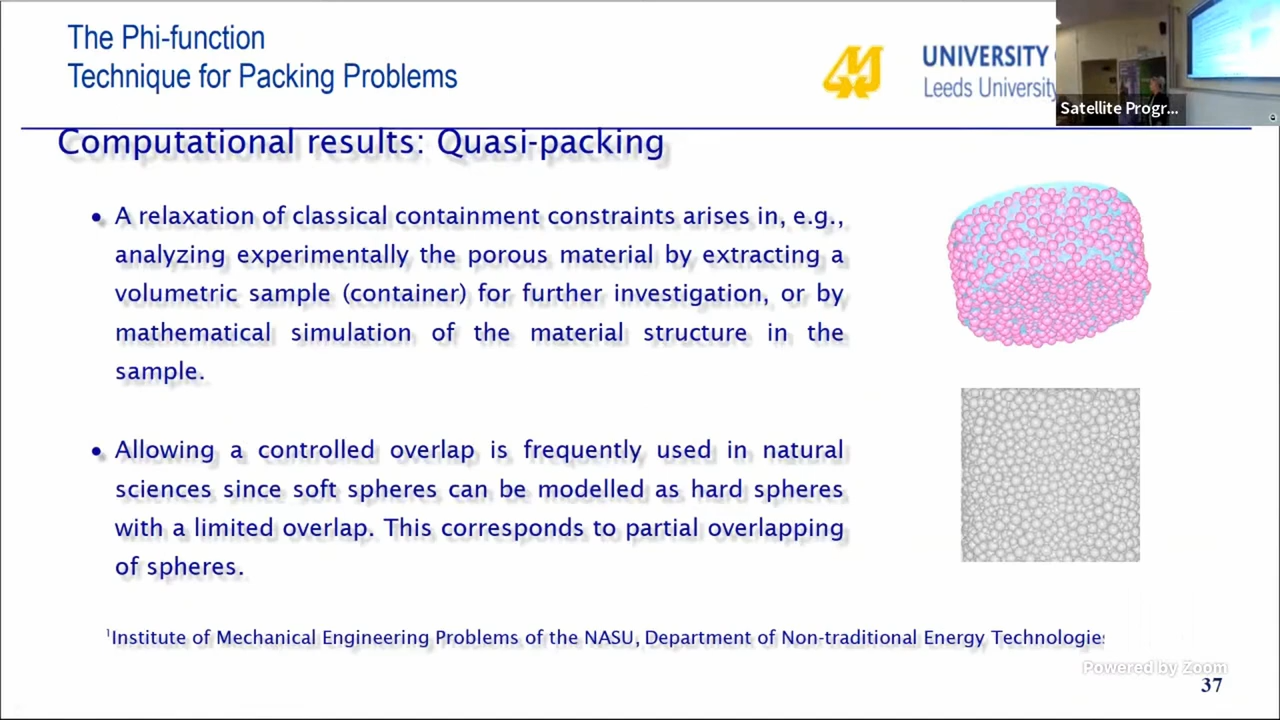 The Phi-function
Technique for Packing Problems
UNIVERSITY
Leeds University
Satellite Progr...
Computational results: Quasi-packing
• A relaxation of classical containment constraints arises in, e.g.,
analyzing experimentally the porous material by extracting a
volumetric sample (container) for further investigation, or by
mathematical simulation of the material structure in the
sample.
• Allowing a controlled overlap is frequently used in natural
sciences since soft spheres can be modelled as hard spheres
with a limited overlap. This corresponds to partial overlapping
of spheres.
¹Institute of Mechanical Engineering Problems of the NASU, Department of Non-traditional Energy Technologies
Powered by Zoom
37